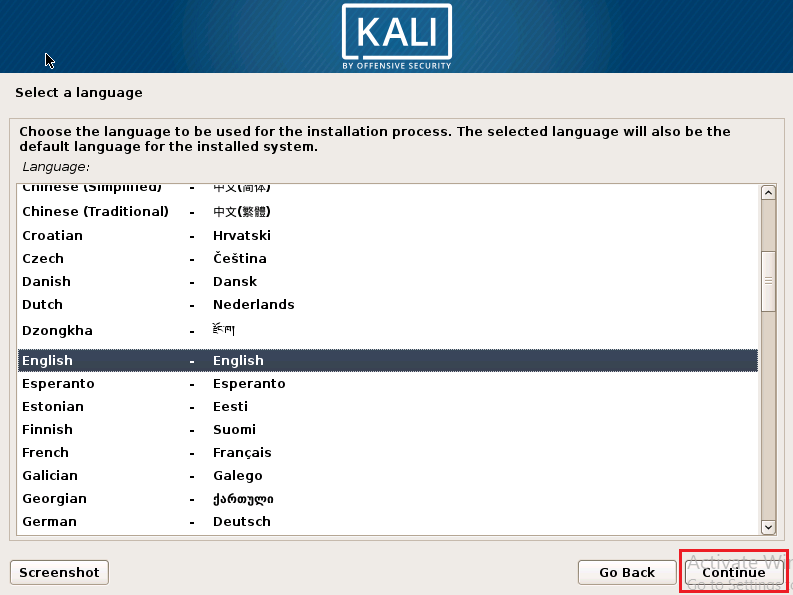 KALI
BY OFFENSIVE SECURITY
Select a language
Choose the language to be used for the installation process. The selected language will also be the
default language for the installed system.
Language:
Chinese (Simplified) - 中文(简体)
Chinese (Traditional) - 中文(繁體)
Croatian - Hrvatski
Czech - Čeština
Danish - Dansk
Dutch - Nederlands
Dzongkha - རྫོང་ཁ།
English - English
Esperanto - Esperanto
Estonian - Eesti
Finnish - Suomi
French - Français
Galician - Galego
Georgian - ქართული
German - Deutsch
Activate Wi
Screenshot Go Back Continue
Go to Settings